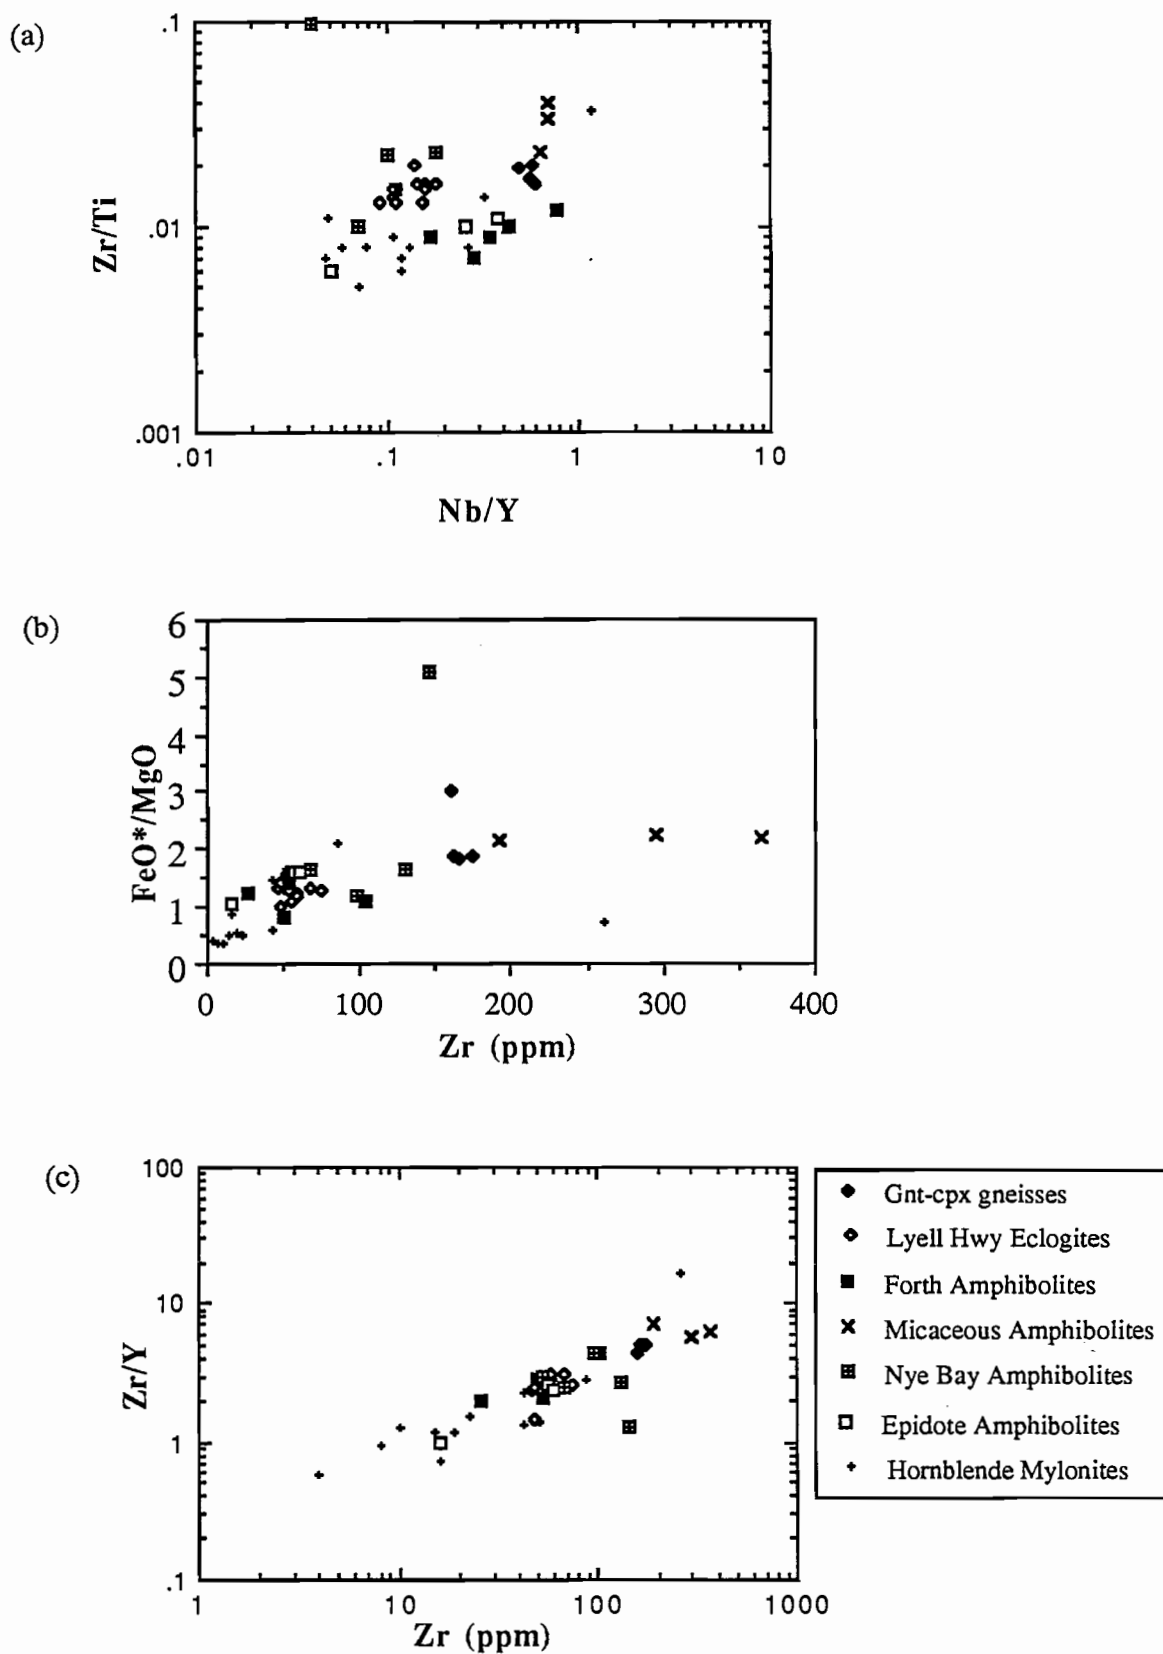 (a)
.1
.01
.001
Zr/Ti
.01 .1 1 10
Nb/Y
(b)
6
5
4
3
2
1
0
FeO*/MgO
0 100 200 300 400
Zr (ppm)
(c)
100
10
1
.1
Zr/Y
1 10 100 1000
Zr (ppm)
Gnt-cpx gneisses
Lyell Hwy Eclogites
Forth Amphibolites
Micaceous Amphibolites
Nye Bay Amphibolites
Epidote Amphibolites
Hornblende Mylonites